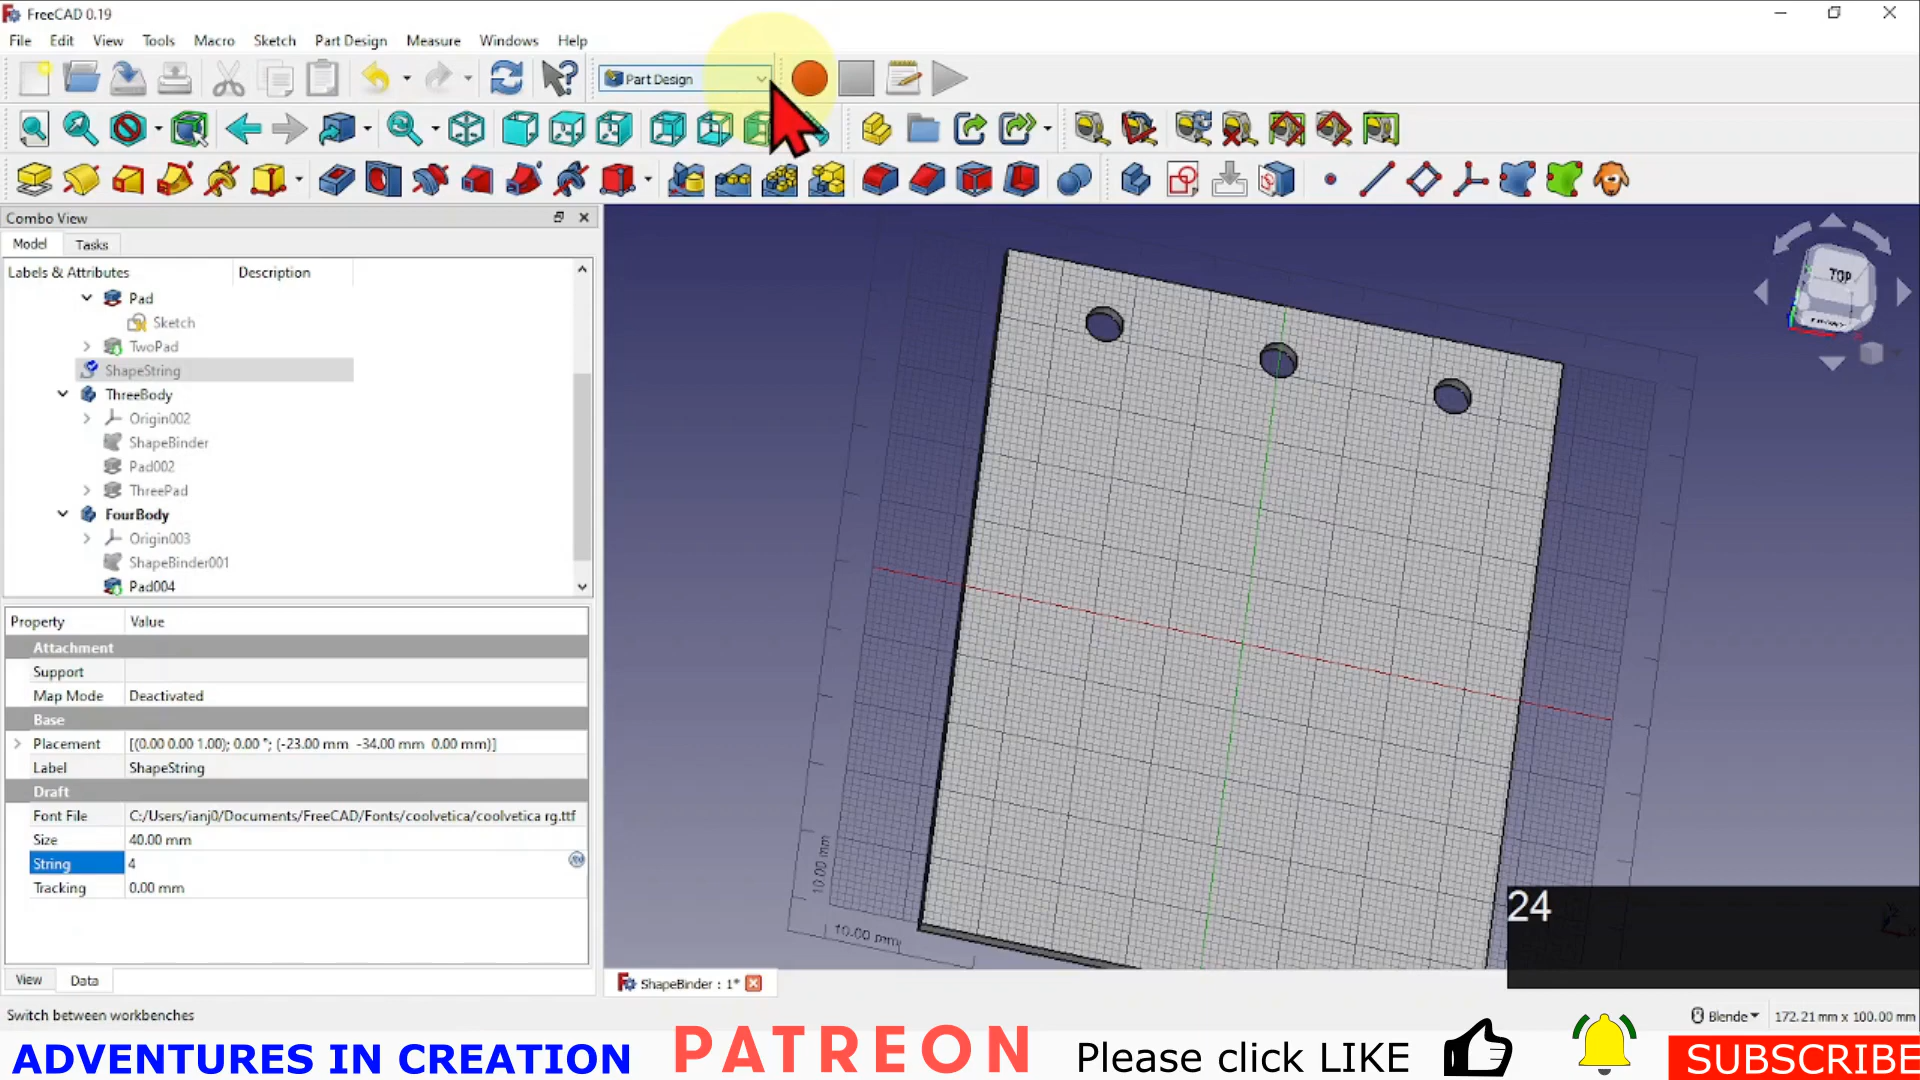 FreeCAD 0.19
File Edit View Tools Macro Sketch Part Design Measure Windows Help
Part Design
Combo View
Model Tasks
Labels & Attributes Description
Pad
Sketch
TwoPad
ShapeString
ThreeBody
Origin002
ShapeBinder
Pad002
ThreePad
FourBody
Origin003
ShapeBinder001
Pad004
Property Value
Attachment
Support
Map Mode Deactivated
Base
Placement [(0.00 0.00 1.00); 0.00 °; (-23.00 mm -34.00 mm 0.00 mm)]
Label ShapeString
Draft
Font File C:/Users/ianj0/Documents/FreeCAD/Fonts/coolvetica/coolvetica rg.ttf
Size 40.00 mm
String 4
Tracking 0.00 mm
View Data
TOP
10.00 mm
10.00 mm
24
ShapeBinder : 1*
Switch between workbenches
Blende 172.21 mm x 100.00 mm
ADVENTURES IN CREATION PATREON Please click LIKE SUBSCRIBE